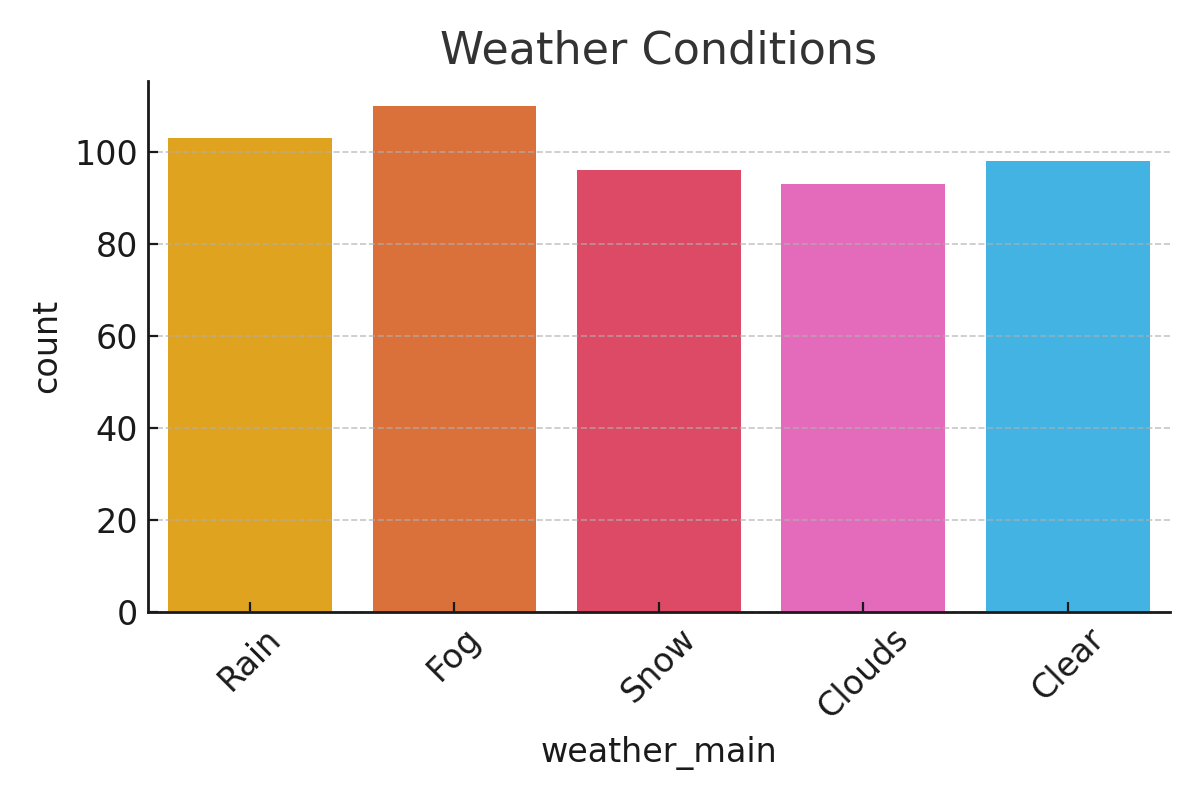 Weather Conditions
count
100
80
60
40
20
0
Rain
Fog
Snow
Clouds
Clear
weather_main